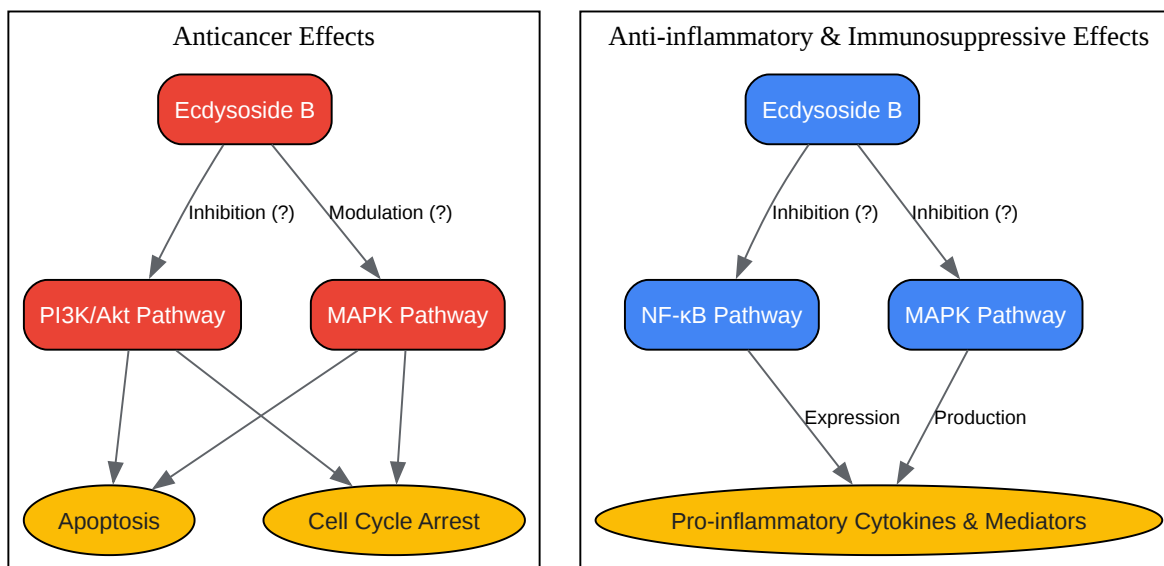 Anticancer Effects
Ecdysoside B
Inhibition (?)
Modulation (?)
PI3K/Akt Pathway
MAPK Pathway
Apoptosis
Cell Cycle Arrest
Anti-inflammatory & Immunosuppressive Effects
Ecdysoside B
Inhibition (?)
Inhibition (?)
NF-κB Pathway
MAPK Pathway
Expression
Production
Pro-inflammatory Cytokines & Mediators